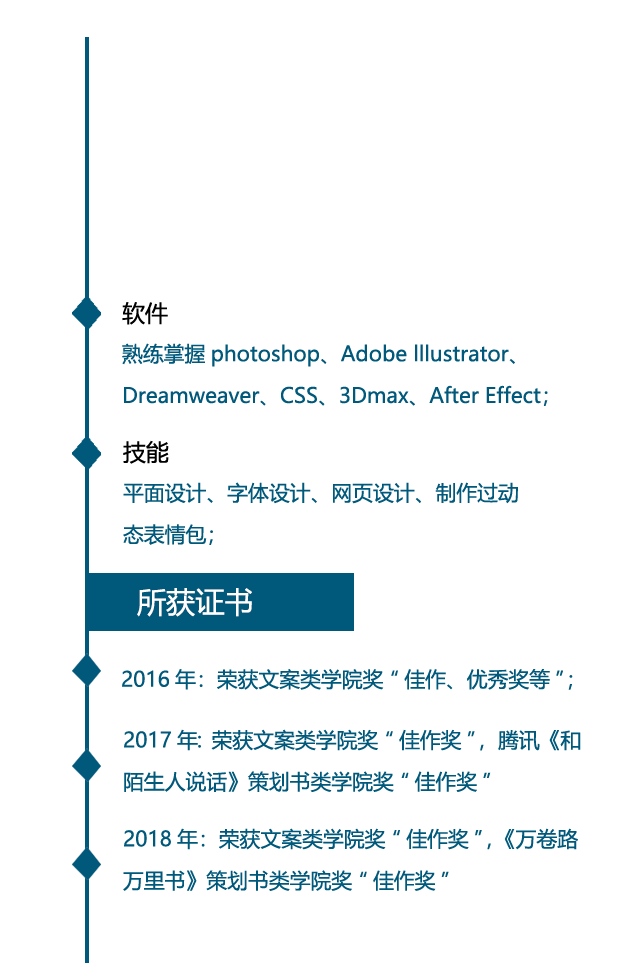 软件
熟练掌握 photoshop、Adobe lllustrator、
Dreamweaver、CSS、3Dmax、After Effect；
技能
平面设计、字体设计、网页设计、制作过动
态表情包；
所获证书
2016 年：荣获文案类学院奖 “ 佳作、优秀奖等 ”；
2017 年: 荣获文案类学院奖 “ 佳作奖 ”，腾讯《和
陌生人说话》策划书类学院奖 “ 佳作奖 ”
2018 年：荣获文案类学院奖 “ 佳作奖 ”，《万卷路
万里书》策划书类学院奖 “ 佳作奖 ”